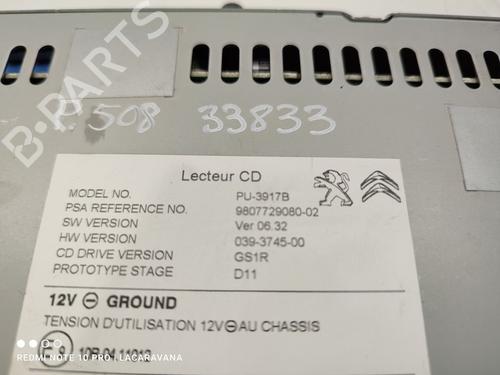 B-PARTS
P. 508 33833
Lecteur CD
MODEL NO. PU-3917B
PSA REFERENCE NO. 9807729080-02
SW VERSION Ver 06.32
HW VERSION 039-3745-00
CD DRIVE VERSION GS1R
PROTOTYPE STAGE D11
12V ⊖ GROUND
TENSION D'UTILISATION 12V⊖AU CHASSIS
REDMI NOTE 10 PRO | LACARAVANA